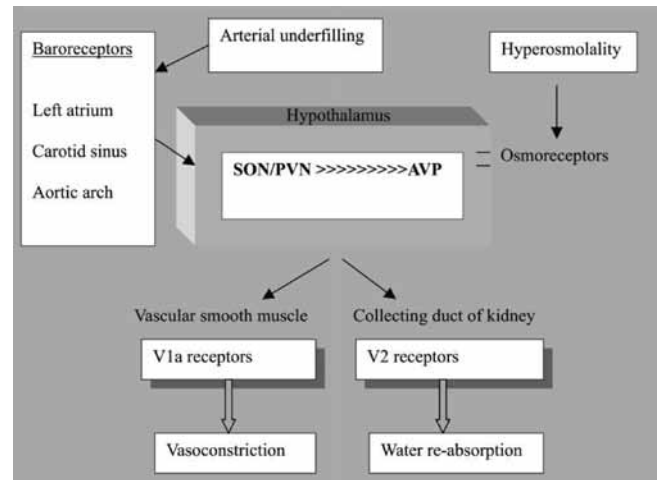 Baroreceptors
Left atrium
Carotid sinus
Aortic arch
Arterial underfilling
Hyperosmolality
Hypothalamus
SON/PVN >>>>>>>>>AVP
Osmoreceptors
Vascular smooth muscle
Collecting duct of kidney
V1a receptors
V2 receptors
Vasoconstriction
Water re-absorption